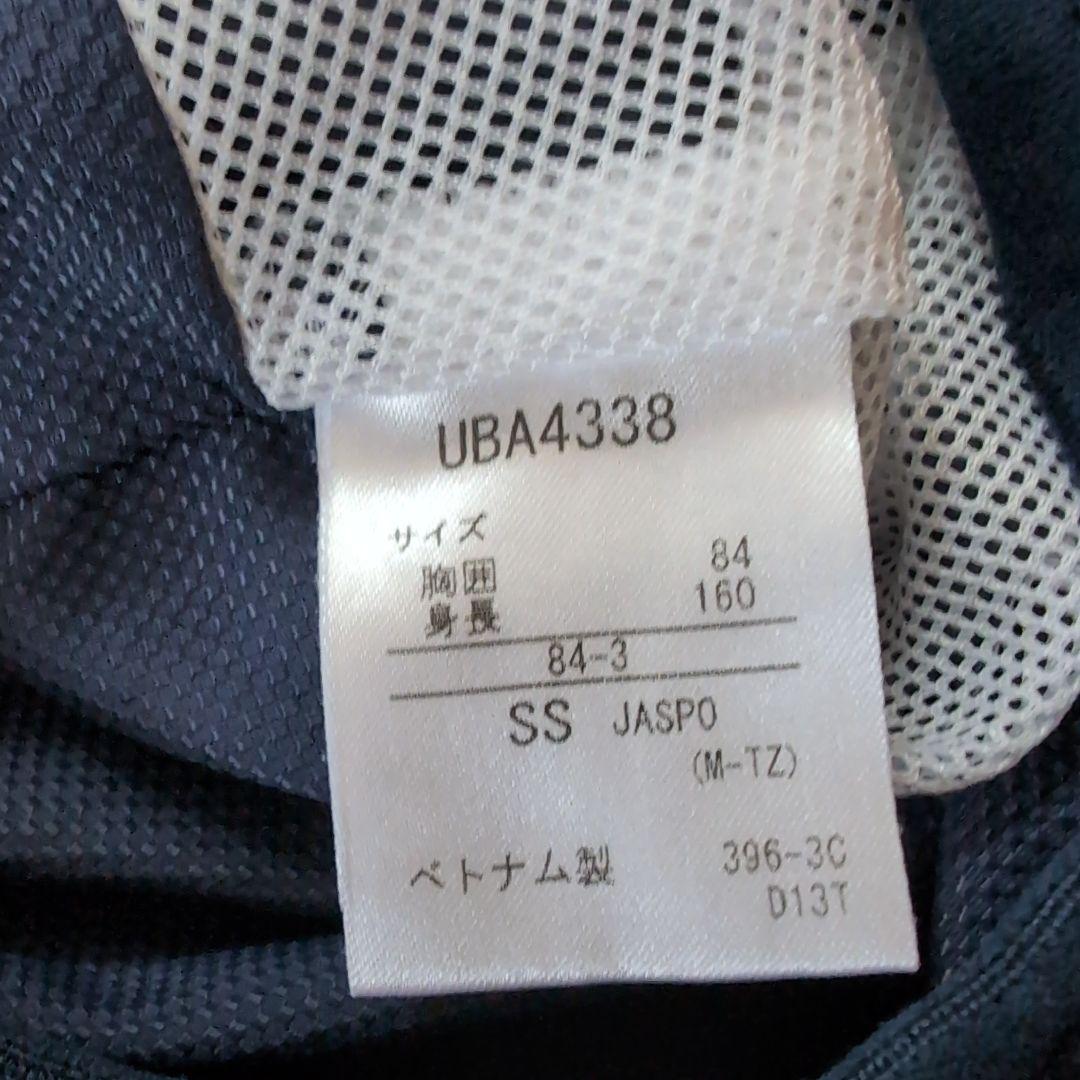 UBA4338
サイズ
胸囲 84
身長 160
84-3
SS JASPO
(M-TZ)
ベトナム製 396-3C
D13T